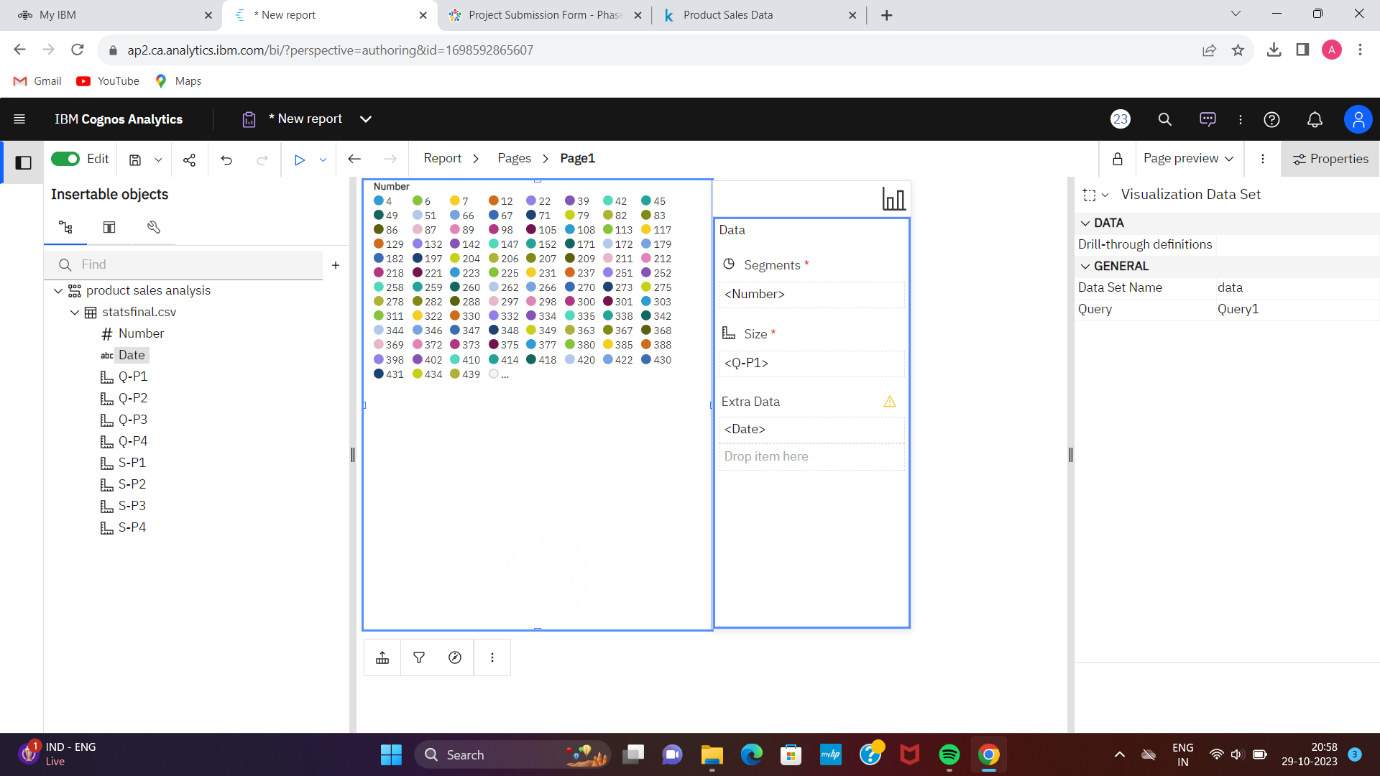 My IBM
* New report
Project Submission Form - Phase
Product Sales Data
ap2.ca.analytics.ibm.com/bi/?perspective=authoring&id=1698592865607
A
Gmail
YouTube
Maps
IBM Cognos Analytics
* New report
23
Edit
Report > Pages > Page1
Page preview
Properties
Insertable objects
Find
product sales analysis
statsfinal.csv
# Number
abc Date
Q-P1
Q-P2
Q-P3
Q-P4
S-P1
S-P2
S-P3
S-P4
Number
4 6 7 12 22 39 42 45
49 51 66 67 71 79 82 83
86 87 89 98 105 108 113 117
129 132 142 147 152 171 172 179
182 197 204 206 207 209 211 212
218 221 223 225 231 237 251 252
258 259 260 262 266 270 273 275
278 282 288 297 298 300 301 303
311 322 330 332 334 335 338 342
344 346 347 348 349 363 367 368
369 372 373 375 377 380 385 388
398 402 410 414 418 420 422 430
431 434 439 ...
Data
Segments *
<Number>
Size *
<Q-P1>
Extra Data
<Date>
Drop item here
Visualization Data Set
DATA
Drill-through definitions
GENERAL
Data Set Name data
Query Query1
1
IND - ENG
Live
Search
myhp
ENG
IN
20:58
29-10-2023
3